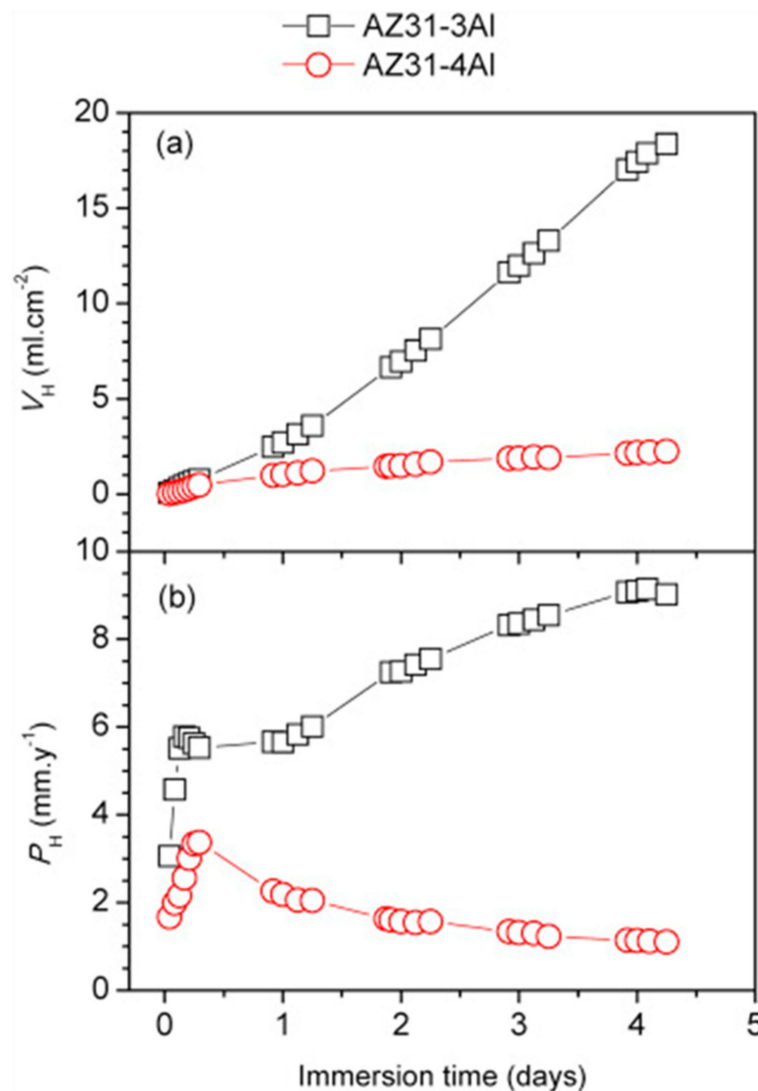 AZ31-3Al
AZ31-4Al
(a)
20
15
10
5
0
V_H (ml.cm⁻²)
(b)
10
8
6
4
2
0
P_H (mm.y⁻¹)
0 1 2 3 4 5
Immersion time (days)